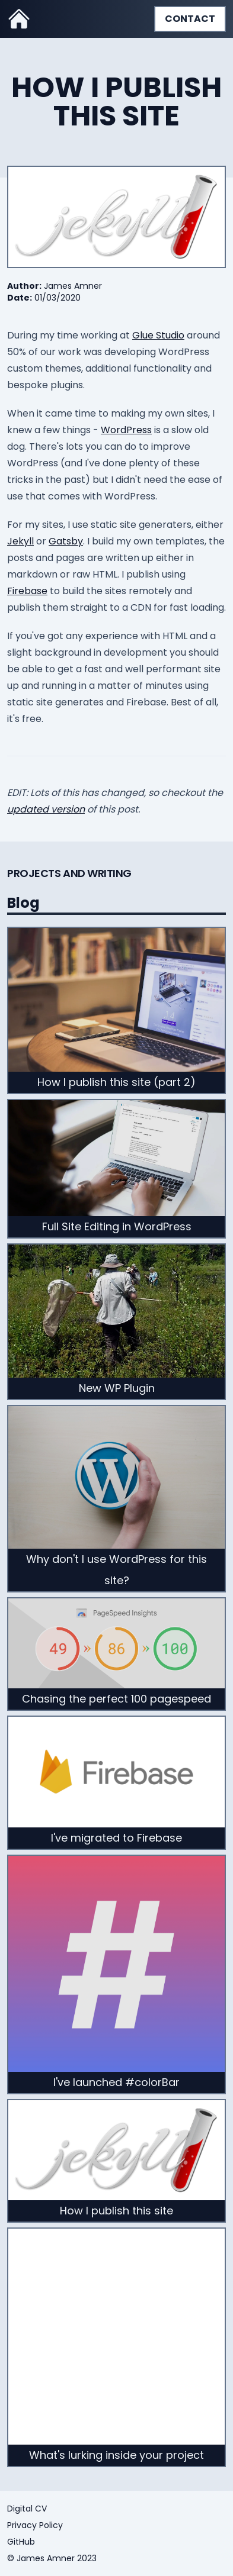 CONTACT
HOW I PUBLISH
THIS SITE
jekyll
Author: James Amner
Date: 01/03/2020
During my time working at Glue Studio around
50% of our work was developing WordPress
custom themes, additional functionality and
bespoke plugins.
When it came time to making my own sites, I
knew a few things - WordPress is a slow old
dog. There's lots you can do to improve
WordPress (and I've done plenty of these
tricks in the past) but I didn't need the ease of
use that comes with WordPress.
For my sites, I use static site generaters, either
Jekyll or Gatsby. I build my own templates, the
posts and pages are written up either in
markdown or raw HTML. I publish using
Firebase to build the sites remotely and
publish them straight to a CDN for fast loading.
If you've got any experience with HTML and a
slight background in development you should
be able to get a fast and well performant site
up and running in a matter of minutes using
static site generates and Firebase. Best of all,
it's free.
EDIT: Lots of this has changed, so checkout the
updated version of this post.
PROJECTS AND WRITING
Blog
How I publish this site (part 2)
Full Site Editing in WordPress
New WP Plugin
Why don't I use WordPress for this
site?
PageSpeed Insights
49 » 86 » 100
Chasing the perfect 100 pagespeed
Firebase
I've migrated to Firebase
#
I've launched #colorBar
jekyll
How I publish this site
What's lurking inside your project
Digital CV
Privacy Policy
GitHub
© James Amner 2023